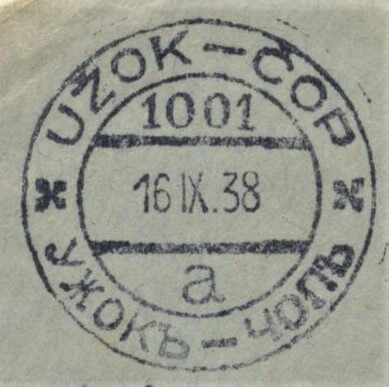 UŽOK — ČOP
1001
16 IX. 38
a
УЖОКЪ — ЧОПЪ